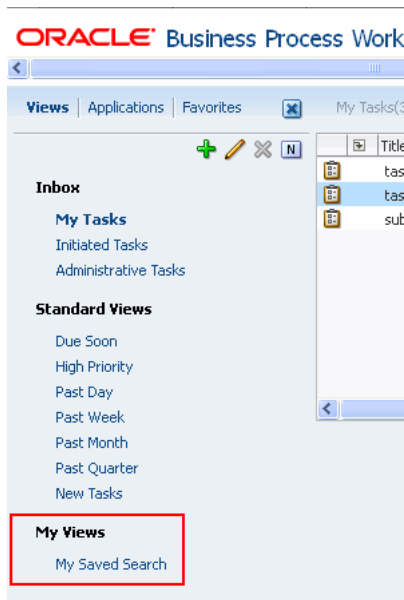 ORACLE® Business Process Work
Views Applications Favorites My Tasks(3
N Title
tas
tas
sub
Inbox
My Tasks
Initiated Tasks
Administrative Tasks
Standard Views
Due Soon
High Priority
Past Day
Past Week
Past Month
Past Quarter
New Tasks
My Views
My Saved Search